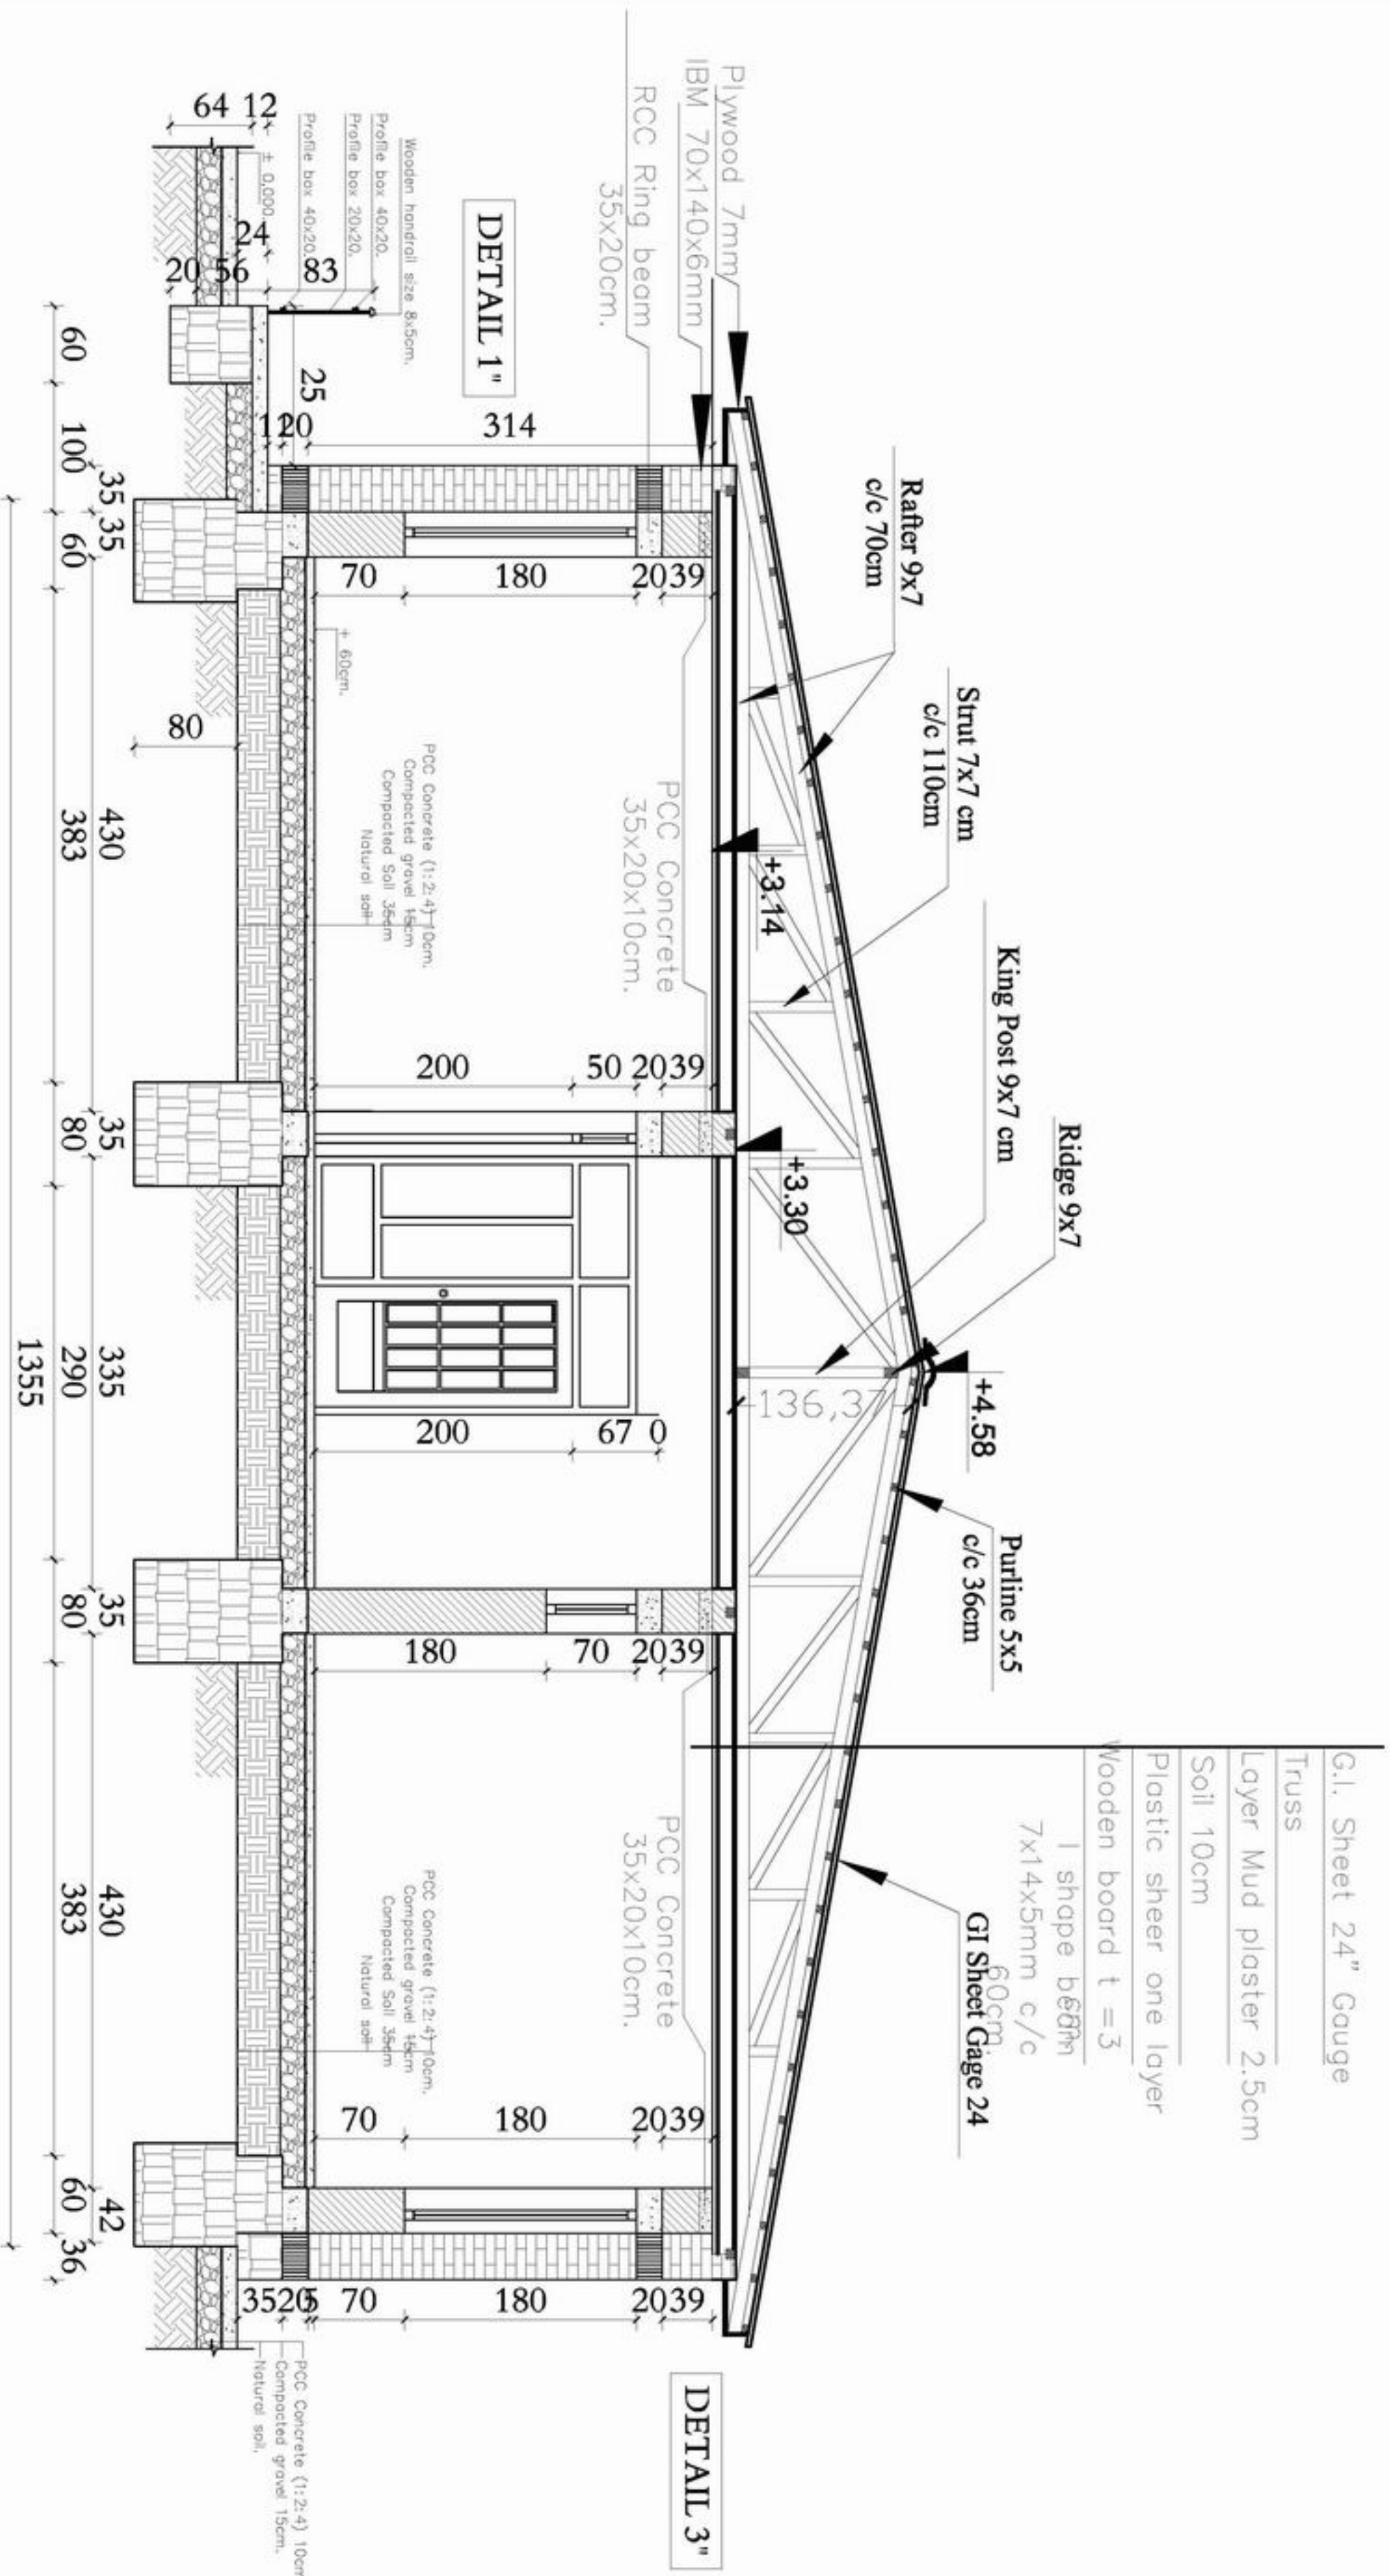 G.I. Sheet 24" Gauge
Truss
Layer Mud plaster 2.5cm
Soil 10cm
Plastic sheer one layer
Wooden board t =3
I shape beam
7x14x5mm c/c
60cm.
Ridge 9x7
King Post 9x7 cm
Strut 7x7 cm
c/c 110cm
Rafter 9x7
c/c 70cm
+4.58
Purline 5x5
c/c 36cm
GI Sheet Gage 24
136,37
+3.30
+3.14
Plywood 7mm
IBM 70x140x6mm
RCC Ring beam
35x20cm.
PCC Concrete
35x20x10cm.
PCC Concrete
35x20x10cm.
DETAIL 1"
DETAIL 3"
314
25
20
39 20 180 70
39 20 50 200
0 67 200
39 20 70 180
39 20 180 70
39 20 180 70 5 20 35
Wooden handrail size 8x5cm.
Profile box 40x20.
Profile box 20x20.
Profile box 40x20.
83
± 0.000
12
64
24
56
20
+ 60cm.
80
PCC Concrete (1:2:4) 10cm.
Compacted gravel 15cm
Compacted Soil 35cm
Natural soil
PCC Concrete (1:2:4) 10cm.
Compacted gravel 15cm
Compacted Soil 35cm
Natural soil
PCC Concrete (1:2:4) 10cm
Compacted gravel 15cm.
Natural soil.
35 35 430 35 335 35 430 42
60 100 60 383 80 290 80 383 60 36
1355